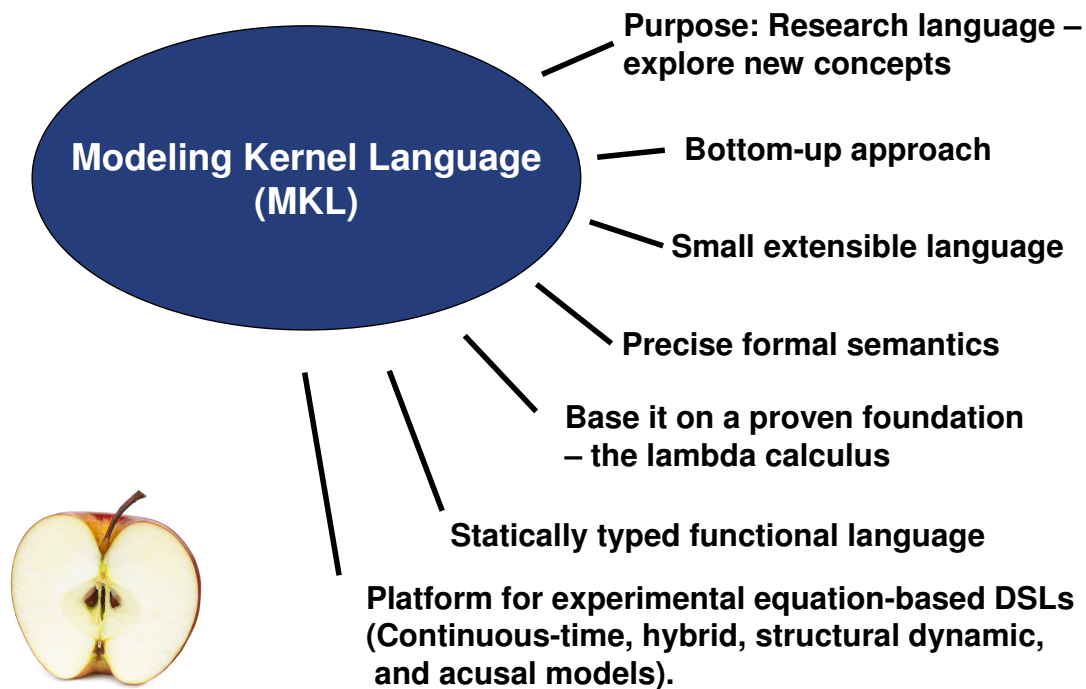 Modeling Kernel Language
(MKL)
Purpose: Research language –
explore new concepts
Bottom-up approach
Small extensible language
Precise formal semantics
Base it on a proven foundation
– the lambda calculus
Statically typed functional language
Platform for experimental equation-based DSLs
(Continuous-time, hybrid, structural dynamic,
and acusal models).